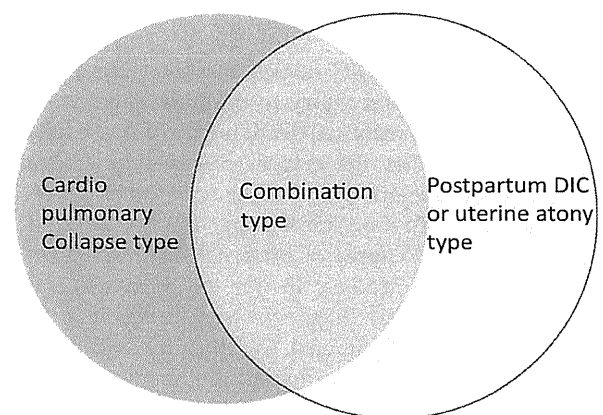 Cardio
pulmonary
Collapse type
Combination
type
Postpartum DIC
or uterine atony
type